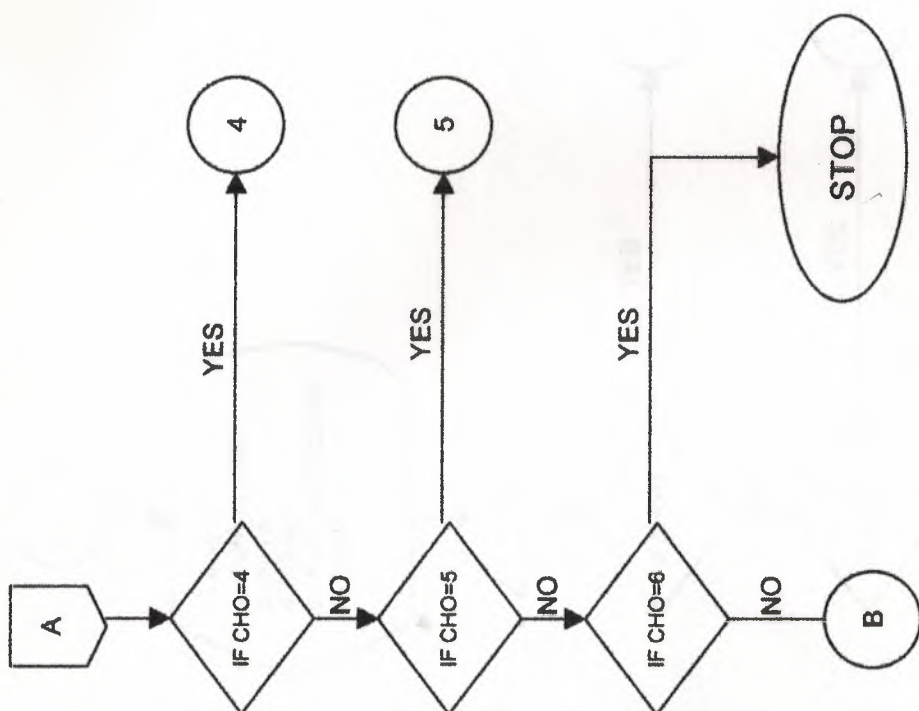 A
IF CHO=4
YES
4
NO
IF CHO=5
YES
5
NO
IF CHO=6
YES
STOP
NO
B